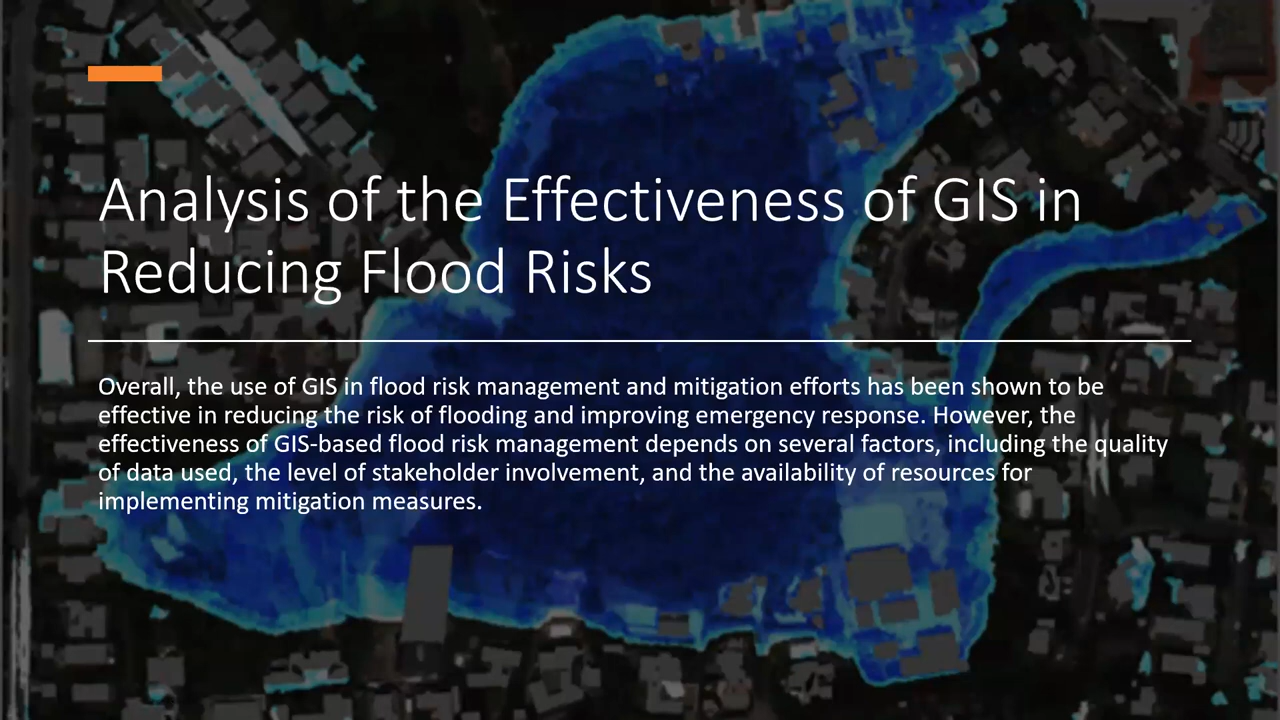 Analysis of the Effectiveness of GIS in
Reducing Flood Risks
Overall, the use of GIS in flood risk management and mitigation efforts has been shown to be
effective in reducing the risk of flooding and improving emergency response. However, the
effectiveness of GIS-based flood risk management depends on several factors, including the quality
of data used, the level of stakeholder involvement, and the availability of resources for
implementing mitigation measures.